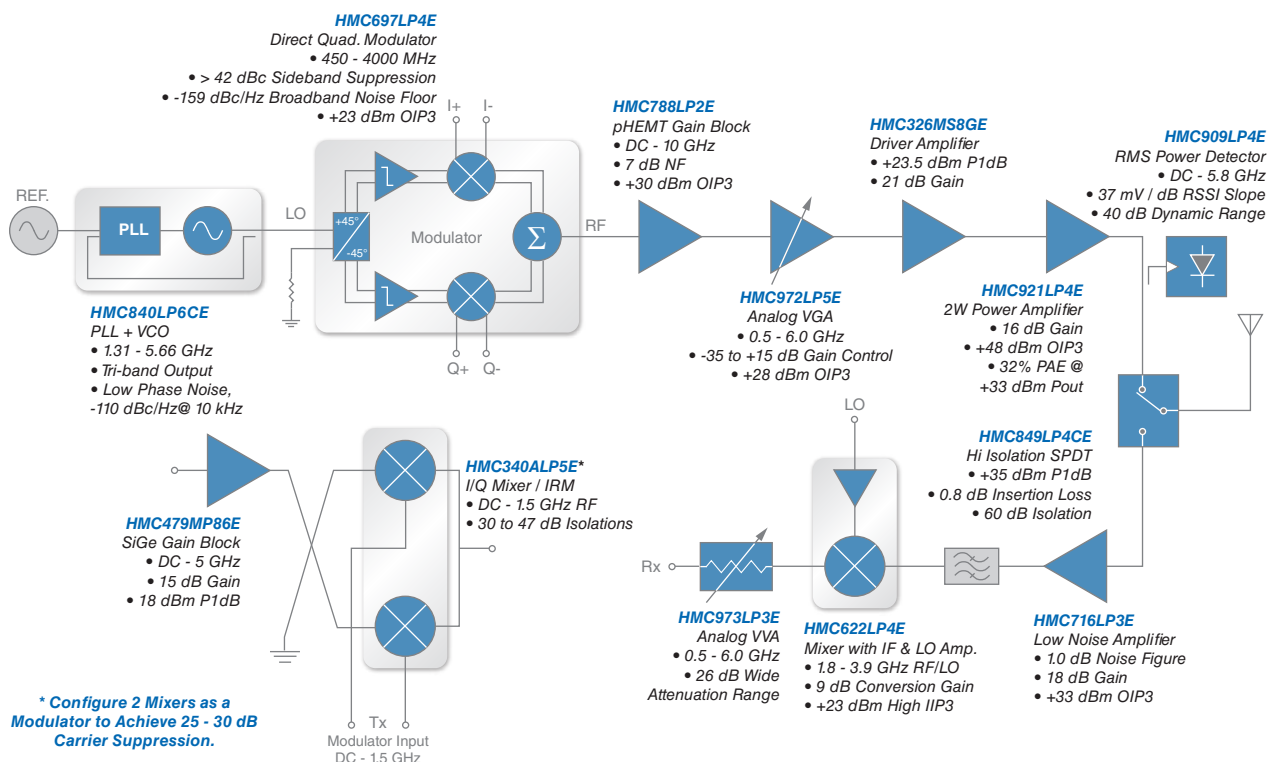 HMC697LP4E
Direct Quad. Modulator
• 450 - 4000 MHz
• > 42 dBc Sideband Suppression
• -159 dBc/Hz Broadband Noise Floor
• +23 dBm OIP3
I+
I-
HMC788LP2E
pHEMT Gain Block
• DC - 10 GHz
• 7 dB NF
• +30 dBm OIP3
HMC326MS8GE
Driver Amplifier
• +23.5 dBm P1dB
• 21 dB Gain
HMC909LP4E
RMS Power Detector
• DC - 5.8 GHz
• 37 mV / dB RSSI Slope
• 40 dB Dynamic Range
REF.
PLL
LO
+45°
-45°
Modulator
Σ
RF
Q+
Q-
HMC840LP6CE
PLL + VCO
• 1.31 - 5.66 GHz
• Tri-band Output
• Low Phase Noise,
-110 dBc/Hz@ 10 kHz
HMC972LP5E
Analog VGA
• 0.5 - 6.0 GHz
• -35 to +15 dB Gain Control
• +28 dBm OIP3
HMC921LP4E
2W Power Amplifier
• 16 dB Gain
• +48 dBm OIP3
• 32% PAE @
+33 dBm Pout
HMC479MP86E
SiGe Gain Block
• DC - 5 GHz
• 15 dB Gain
• 18 dBm P1dB
HMC340ALP5E*
I/Q Mixer / IRM
• DC - 1.5 GHz RF
• 30 to 47 dB Isolations
LO
HMC849LP4CE
Hi Isolation SPDT
• +35 dBm P1dB
• 0.8 dB Insertion Loss
• 60 dB Isolation
Rx
HMC973LP3E
Analog VVA
• 0.5 - 6.0 GHz
• 26 dB Wide
Attenuation Range
HMC622LP4E
Mixer with IF & LO Amp.
• 1.8 - 3.9 GHz RF/LO
• 9 dB Conversion Gain
• +23 dBm High IIP3
HMC716LP3E
Low Noise Amplifier
• 1.0 dB Noise Figure
• 18 dB Gain
• +33 dBm OIP3
* Configure 2 Mixers as a
Modulator to Achieve 25 - 30 dB
Carrier Suppression.
Tx
Modulator Input
DC - 1.5 GHz